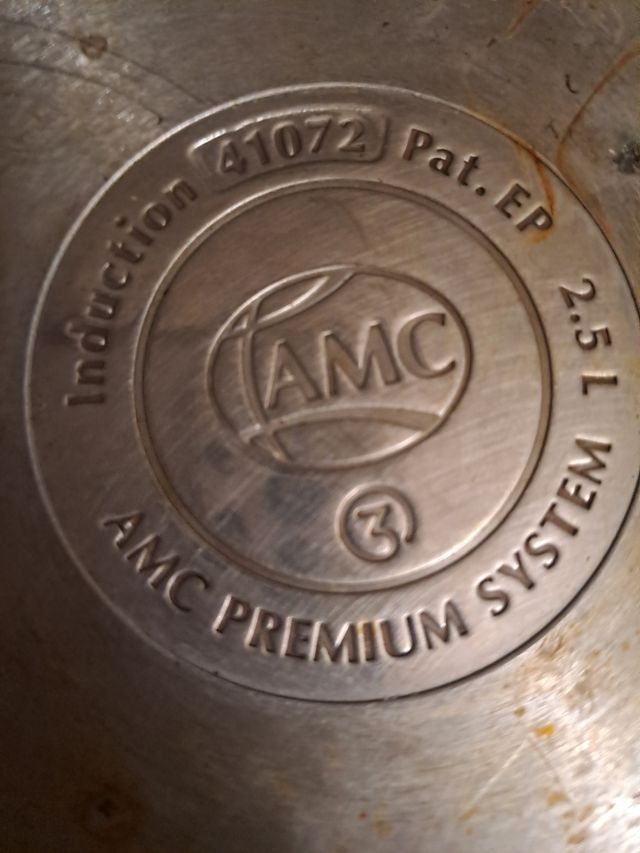 Induction 41072 Pat. EP 2.5 L
AMC
3
AMC PREMIUM SYSTEM